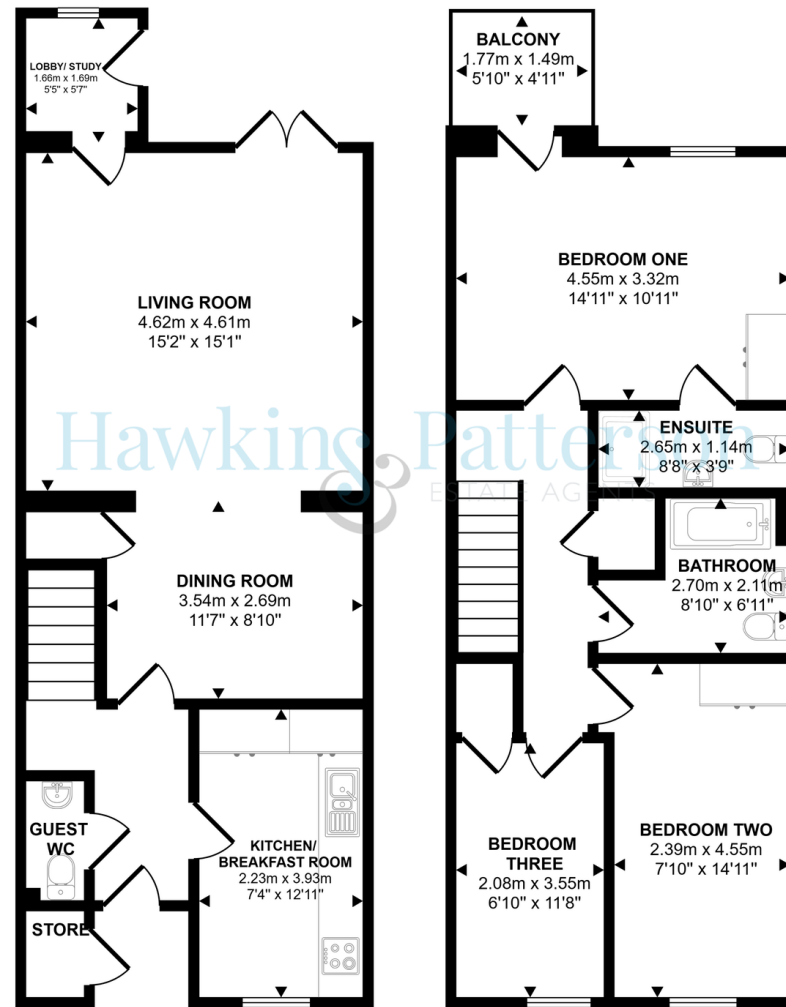 LOBBY/ STUDY
1.66m x 1.69m
5'5" x 5'7"
LIVING ROOM
4.62m x 4.61m
15'2" x 15'1"
DINING ROOM
3.54m x 2.69m
11'7" x 8'10"
GUEST
WC
KITCHEN/
BREAKFAST ROOM
2.23m x 3.93m
7'4" x 12'11"
STORE
BALCONY
1.77m x 1.49m
5'10" x 4'11"
BEDROOM ONE
4.55m x 3.32m
14'11" x 10'11"
ENSUITE
2.65m x 1.14m
8'8" x 3'9"
BATHROOM
2.70m x 2.11m
8'10" x 6'11"
BEDROOM TWO
2.39m x 4.55m
7'10" x 14'11"
BEDROOM
THREE
2.08m x 3.55m
6'10" x 11'8"
Hawkins & Patterson
ESTATE AGENTS